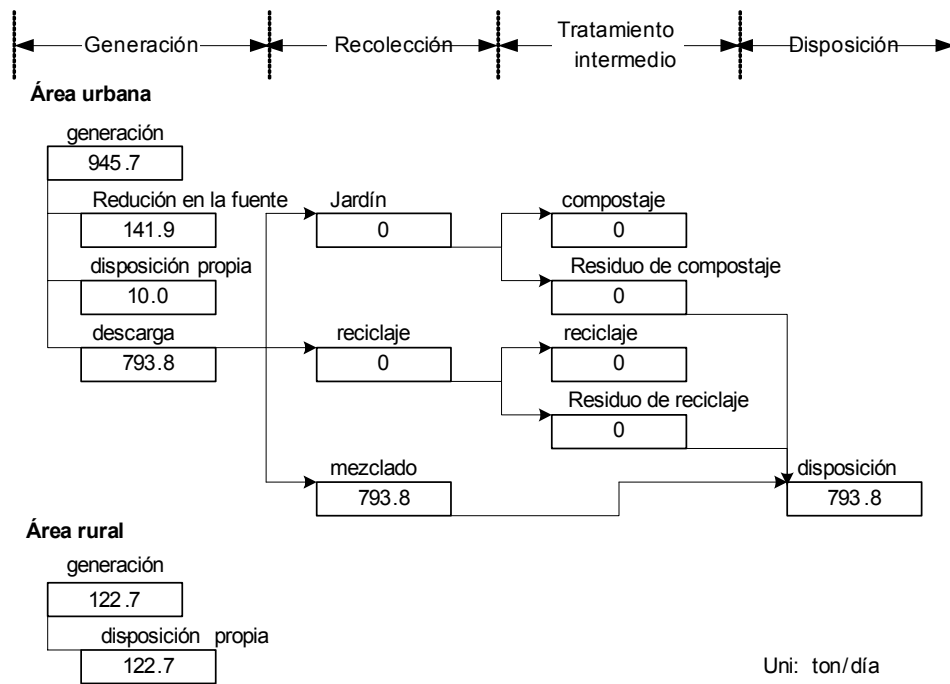 Generación Recolección Tratamiento intermedio Disposición
Área urbana
generación
945.7
Redución en la fuente Jardín compostaje
141.9 0 0
disposición propia Residuo de compostaje
10.0 0
descarga reciclaje reciclaje
793.8 0 0
Residuo de reciclaje
0
mezclado disposición
793.8 793.8
Área rural
generación
122.7
disposición propia
122.7
Uni: ton/día